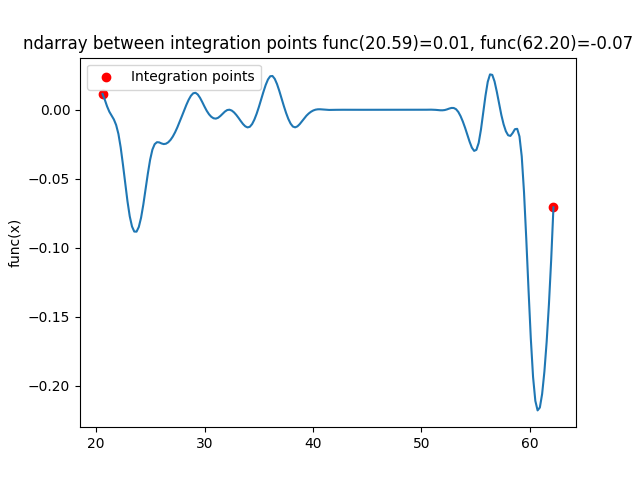 ndarray between integration points func(20.59)=0.01, func(62.20)=-0.07
Integration points
func(x)
0.00
−0.05
−0.10
−0.15
−0.20
20 30 40 50 60